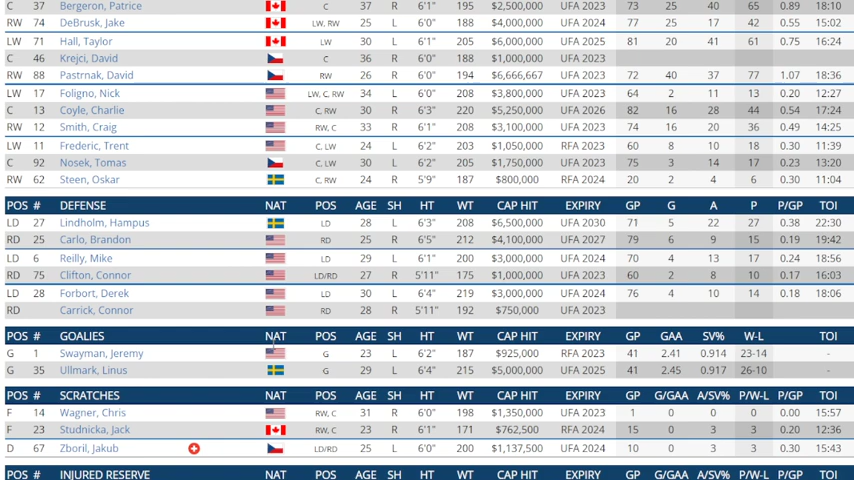 C 37 Bergeron, Patrice C 37 R 6'1" 195 $2,500,000 UFA 2023 73 25 40 65 0.89 18:10
RW 74 DeBrusk, Jake LW, RW 25 L 6'0" 188 $4,000,000 UFA 2024 77 25 17 42 0.55 15:02
LW 71 Hall, Taylor LW 30 L 6'1" 205 $6,000,000 UFA 2025 81 20 41 61 0.75 16:24
C 46 Krejci, David C 36 R 6'0" 188 $1,000,000 UFA 2023
RW 88 Pastrnak, David RW 26 R 6'0" 194 $6,666,667 UFA 2023 72 40 37 77 1.07 18:36
LW 17 Foligno, Nick LW, C, RW 34 L 6'0" 208 $3,800,000 UFA 2023 64 2 11 13 0.20 12:27
C 13 Coyle, Charlie C, RW 30 R 6'3" 220 $5,250,000 UFA 2026 82 16 28 44 0.54 17:24
RW 12 Smith, Craig RW, C 33 R 6'1" 208 $3,100,000 UFA 2023 74 16 20 36 0.49 14:25
LW 11 Frederic, Trent C, LW 24 L 6'2" 203 $1,050,000 RFA 2023 60 8 10 18 0.30 11:39
C 92 Nosek, Tomas C, LW 30 L 6'2" 205 $1,750,000 UFA 2023 75 3 14 17 0.23 13:20
RW 62 Steen, Oskar C, RW 24 R 5'9" 187 $800,000 RFA 2024 20 2 4 6 0.30 11:04
POS # DEFENSE NAT POS AGE SH HT WT CAP HIT EXPIRY GP G A P P/GP TOI
LD 27 Lindholm, Hampus LD 28 L 6'3" 208 $6,500,000 UFA 2030 71 5 22 27 0.38 22:30
RD 25 Carlo, Brandon RD 25 R 6'5" 212 $4,100,000 UFA 2027 79 6 9 15 0.19 19:42
LD 6 Reilly, Mike LD 29 L 6'1" 200 $3,000,000 UFA 2024 70 4 13 17 0.24 18:56
RD 75 Clifton, Connor LD/RD 27 R 5'11" 175 $1,000,000 UFA 2023 60 2 8 10 0.17 16:03
LD 28 Forbort, Derek LD 30 L 6'4" 219 $3,000,000 UFA 2024 76 4 10 14 0.18 18:06
RD Carrick, Connor RD 28 R 5'11" 192 $750,000 UFA 2023
POS # GOALIES NAT POS AGE SH HT WT CAP HIT EXPIRY GP GAA SV% W-L TOI
G 1 Swayman, Jeremy G 23 L 6'2" 187 $925,000 RFA 2023 41 2.41 0.914 23-14 -
G 35 Ullmark, Linus G 29 L 6'4" 215 $5,000,000 UFA 2025 41 2.45 0.917 26-10 -
POS # SCRATCHES NAT POS AGE SH HT WT CAP HIT EXPIRY GP G/GAA A/SV% P/W-L P/GP TOI
F 14 Wagner, Chris RW, C 31 R 6'0" 198 $1,350,000 UFA 2023 1 0 0 0 0.00 15:57
F 23 Studnicka, Jack RW, C 23 R 6'1" 171 $762,500 RFA 2024 15 0 3 3 0.20 12:36
D 67 Zboril, Jakub LD/RD 25 L 6'0" 200 $1,137,500 UFA 2024 10 0 3 3 0.30 15:43
POS # INJURED RESERVE NAT POS AGE SH HT WT CAP HIT EXPIRY GP G/GAA A/SV% P/W-L P/GP TOI